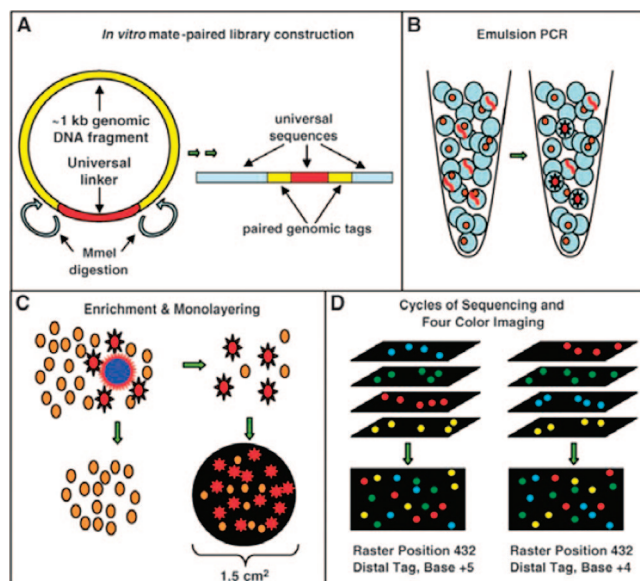 A
In vitro mate-paired library construction
~1 kb genomic
DNA fragment
Universal
linker
MmeI
digestion
universal
sequences
paired genomic tags
B
Emulsion PCR
C
Enrichment & Monolayering
1.5 cm²
D
Cycles of Sequencing and
Four Color Imaging
Raster Position 432
Distal Tag, Base +5
Raster Position 432
Distal Tag, Base +4